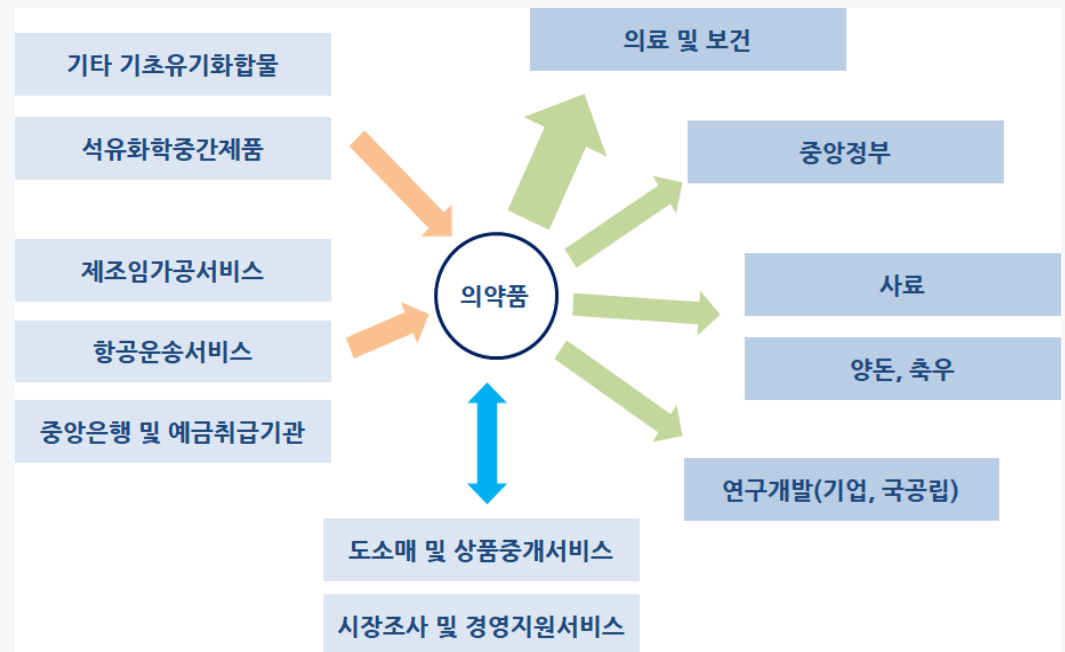 기타 기초유기화합물
석유화학중간제품
제조임가공서비스
항공운송서비스
중앙은행 및 예금취급기관
의약품
의료 및 보건
중앙정부
사료
양돈, 축우
연구개발(기업, 국공립)
도소매 및 상품중개서비스
시장조사 및 경영지원서비스